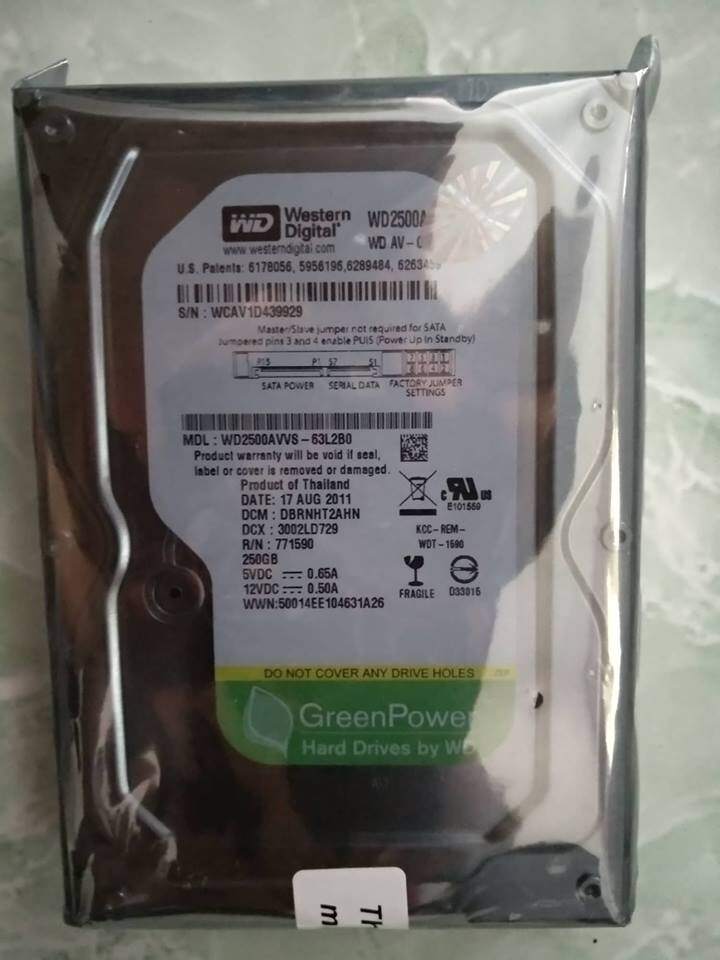 WD Western Digital® WD2500A
www.westerndigital.com WD AV-
U.S. Patents: 6178056, 5956196,6289484,
S/N : WCAV1D439929
Master/Slave jumper not required for SATA
Jumpered pins 3 and 4 enable PUIS (Power Up In Standby)
P15 P1 S7 S1
SATA POWER SERIAL DATA FACTORY JUMPER SETTINGS
MDL : WD2500AVVS-63L2B0
Product warranty will be void if seal,
label or cover is removed or damaged.
Product of Thailand
DATE: 17 AUG 2011
DCM : DBRNHT2AHN
DCX : 3002LD729
R/N : 771590
250GB
5VDC 0.65A
12VDC 0.50A
WWN:50014EE104631A26
c RU us
E101559
KCC-REM-
WDT-1590
FRAGILE D33015
DO NOT COVER ANY DRIVE HOLES
GreenPower
Hard Drives by WD